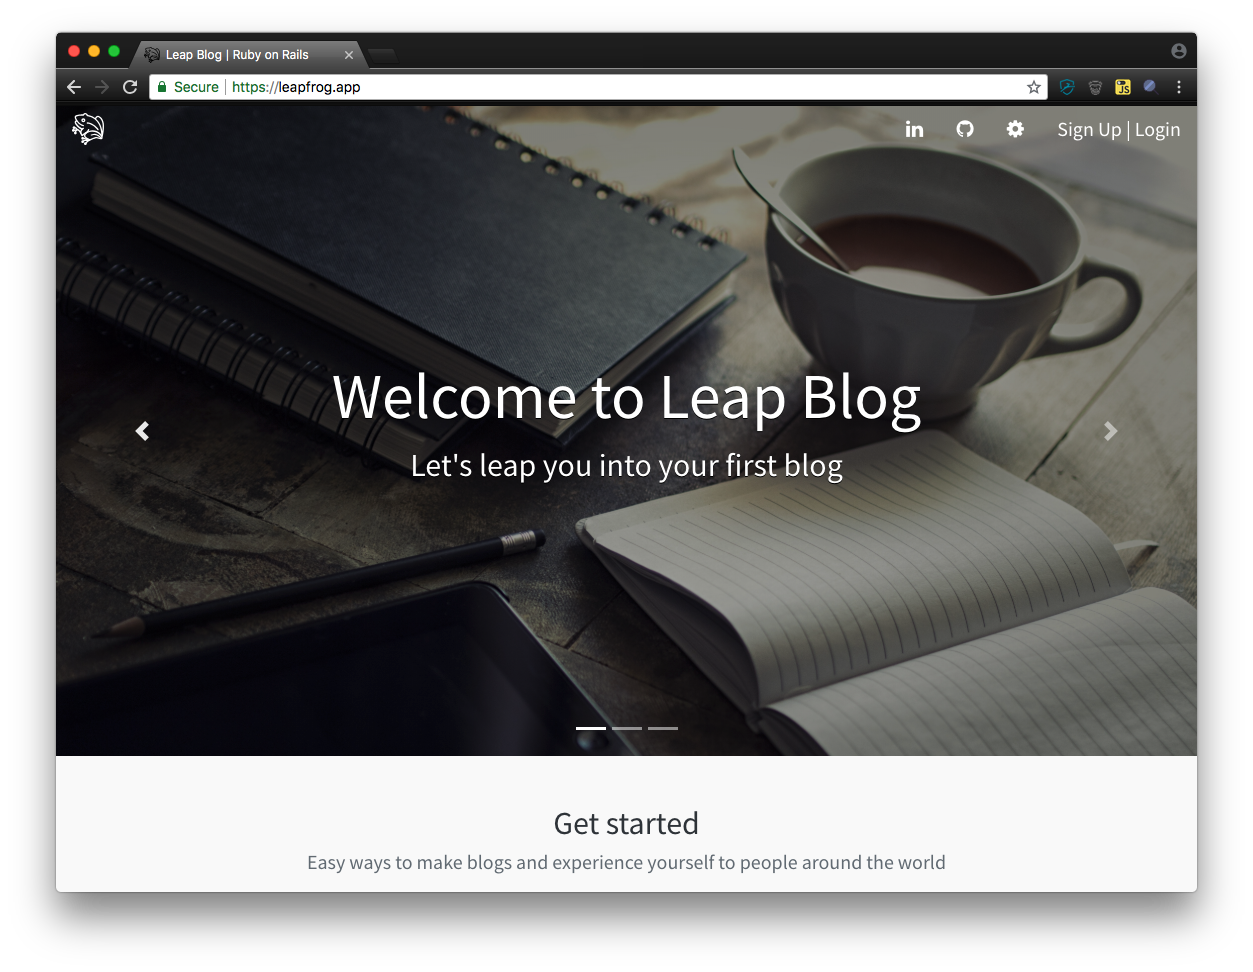 Leap Blog | Ruby on Rails
Secure | https://leapfrog.app
JS
in
Sign Up | Login
Welcome to Leap Blog
Let's leap you into your first blog
Get started
Easy ways to make blogs and experience yourself to people around the world